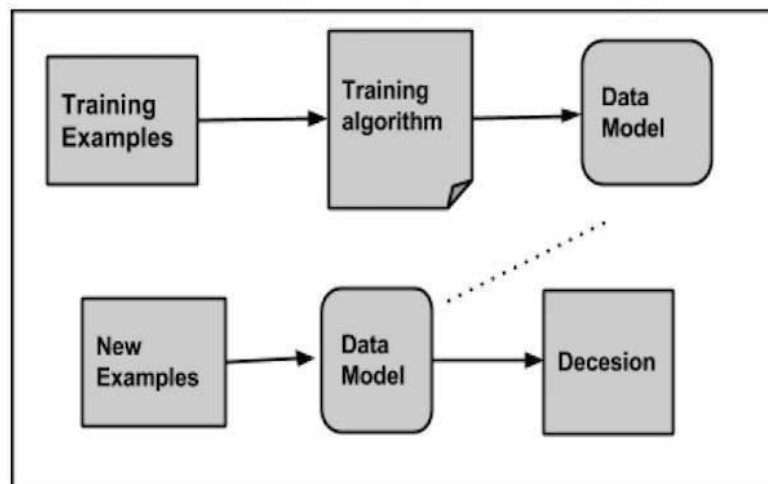 Training
Examples
Training
algorithm
Data
Model
New
Examples
Data
Model
Decesion